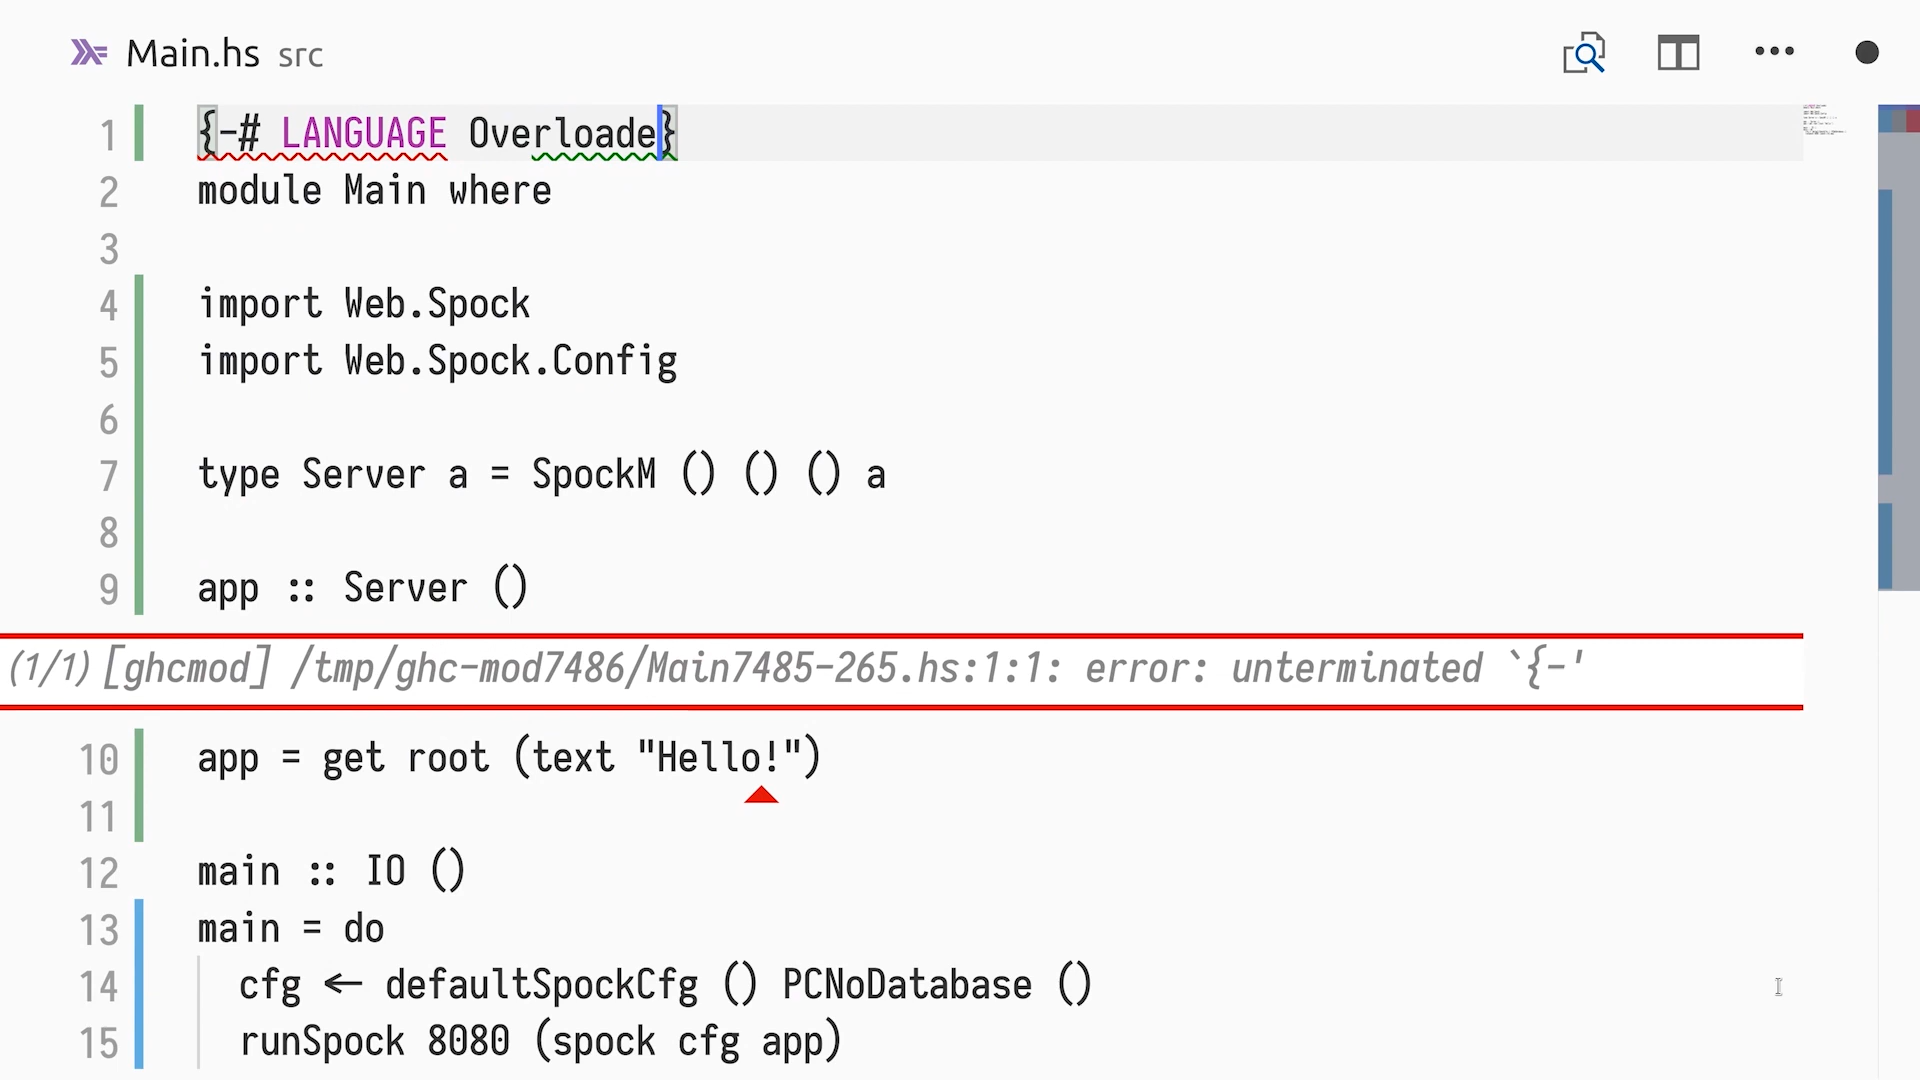 Main.hs src
1 {-# LANGUAGE Overloade}
2 module Main where
3
4 import Web.Spock
5 import Web.Spock.Config
6
7 type Server a = SpockM () () () a
8
9 app :: Server ()
(1/1) [ghcmod] /tmp/ghc-mod7486/Main7485-265.hs:1:1: error: unterminated `{-'
10 app = get root (text "Hello!")
11
12 main :: IO ()
13 main = do
14 cfg <- defaultSpockCfg () PCNoDatabase ()
15 runSpock 8080 (spock cfg app)